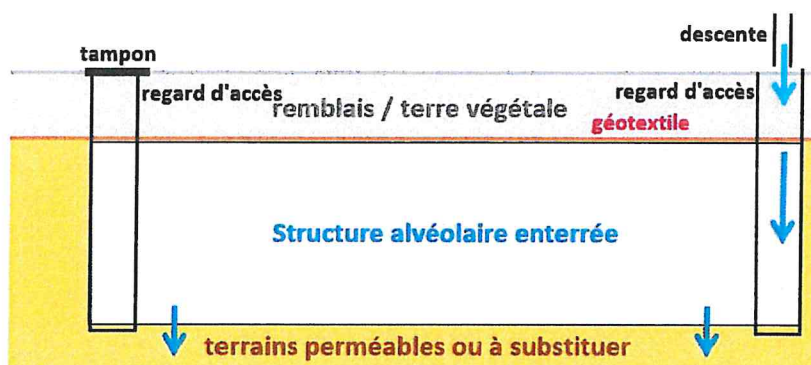 descente
tampon
regard d'accès
remblais / terre végétale
regard d'accès
géotextile
Structure alvéolaire enterrée
terrains perméables ou à substituer